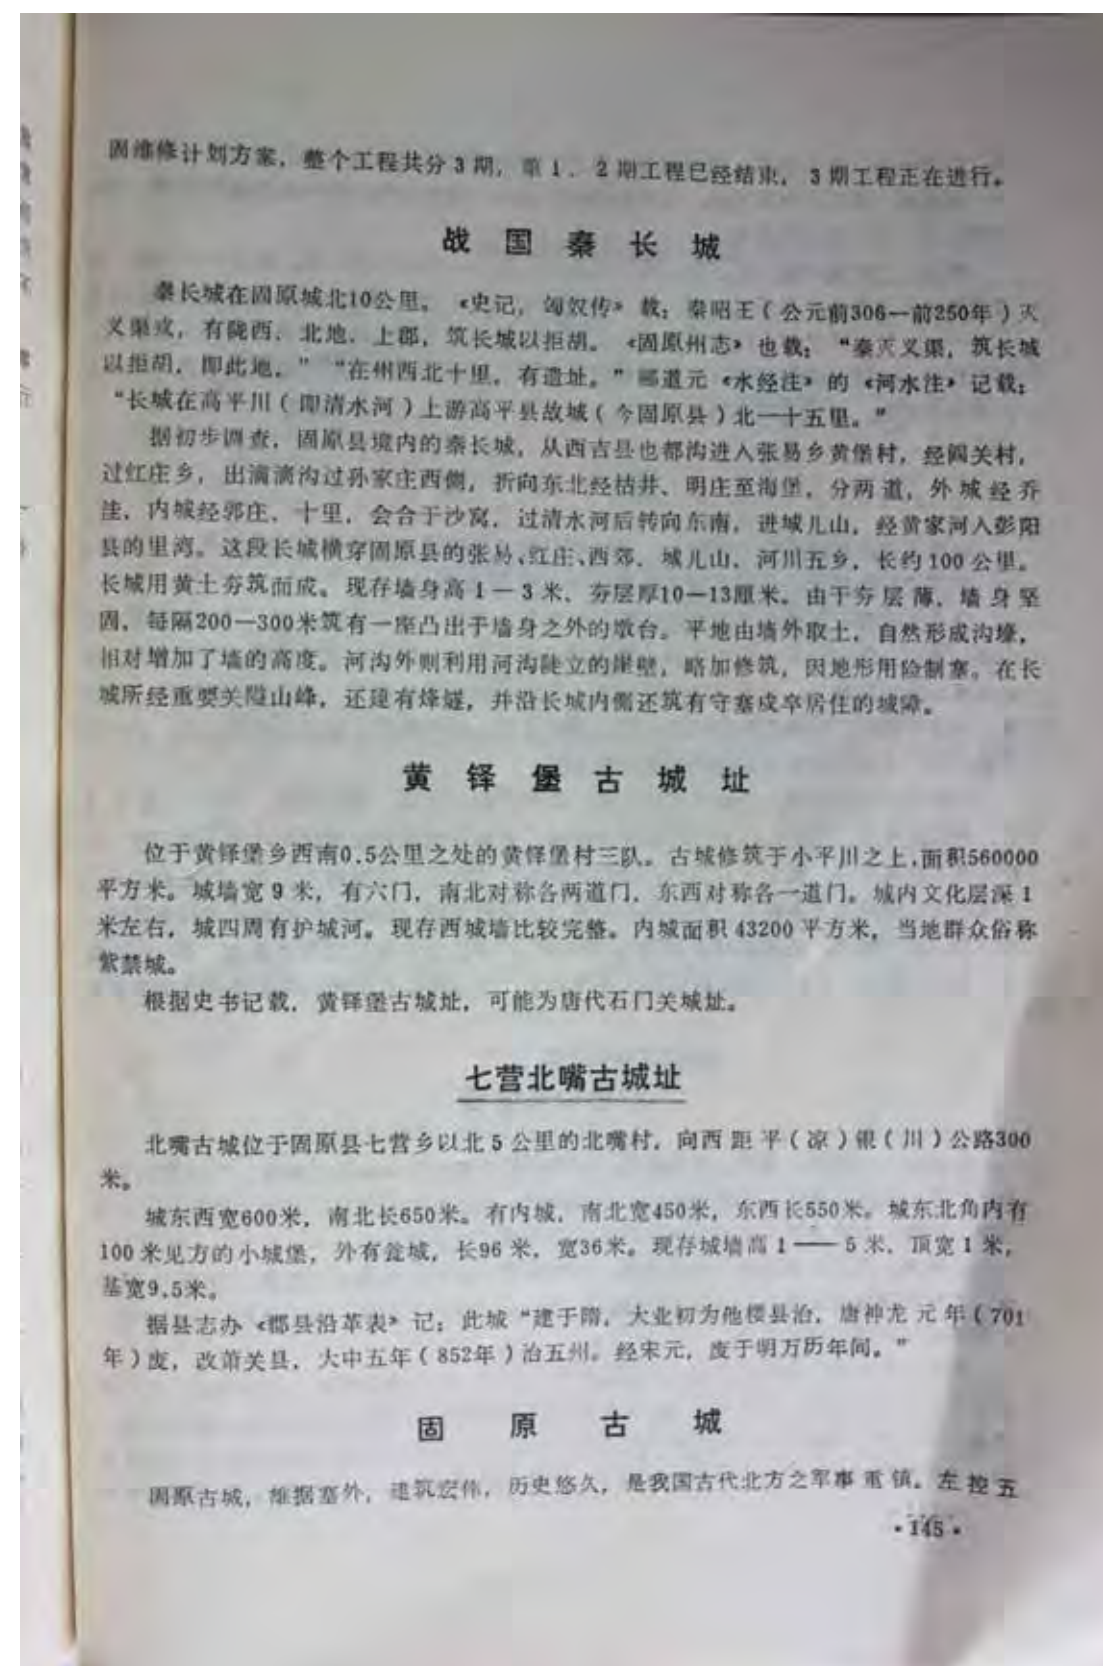 固维修计划方案，整个工程共分3期，第1、2期工程已经结束，3期工程正在进行。
战国秦长城
秦长城在固原城北10公里。《史记，匈奴传》载：秦昭王（公元前306—前250年）灭
义渠戎，有陇西、北地、上郡，筑长城以拒胡。《固原州志》也载：“秦灭义渠，筑长城
以拒胡，即此地。”“在州西北十里，有遗址。”郦道元《水经注》的《河水注》记载：
“长城在高平川（即清水河）上游高平县故城（今固原县）北一十五里。”
据初步调查，固原县境内的秦长城，从西吉县也都沟进入张易乡黄堡村，经阎关村，
过红庄乡，出滴滴沟过孙家庄西侧，折向东北经枯井、明庄至海堡，分两道，外城经乔
洼，内城经郭庄、十里，会合于沙窝，过清水河后转向东南，进城儿山，经黄家河入彭阳
县的里湾。这段长城横穿固原县的张易、红庄、西郊、城儿山、河川五乡，长约100公里。
长城用黄土夯筑而成。现存墙身高1—3米，夯层厚10—13厘米。由于夯层薄，墙身坚
固，每隔200—300米筑有一座凸出于墙身之外的墩台。平地由墙外取土，自然形成沟壕，
相对增加了墙的高度。河沟外则利用河沟陡立的崖壁，略加修筑，因地形用险制塞。在长
城所经重要关隘山峰，还建有烽燧，并沿长城内侧还筑有守塞戍卒居住的城障。
黄铎堡古城址
位于黄铎堡乡西南0.5公里之处的黄铎堡村三队。古城修筑于小平川之上，面积560000
平方米。城墙宽9米，有六门，南北对称各两道门，东西对称各一道门。城内文化层深1
米左右，城四周有护城河。现存西城墙比较完整。内城面积43200平方米，当地群众俗称
紫禁城。
根据史书记载，黄铎堡古城址，可能为唐代石门关城址。
七营北嘴古城址
北嘴古城位于固原县七营乡以北5公里的北嘴村，向西距平（凉）银（川）公路300
米。
城东西宽600米，南北长650米。有内城，南北宽450米，东西长550米。城东北角内有
100米见方的小城堡，外有瓮城，长96米，宽36米。现存城墙高1——5米，顶宽1米，
基宽9.5米。
据县志办《郡县沿革表》记：此城“建于隋，大业初为他楼县治，唐神龙元年（701
年）废，改萧关县，大中五年（852年）治五州。经宋元，废于明万历年间。”
固原古城
固原古城，雄据塞外，建筑宏伟，历史悠久，是我国古代北方之军事重镇。左控五
·145·